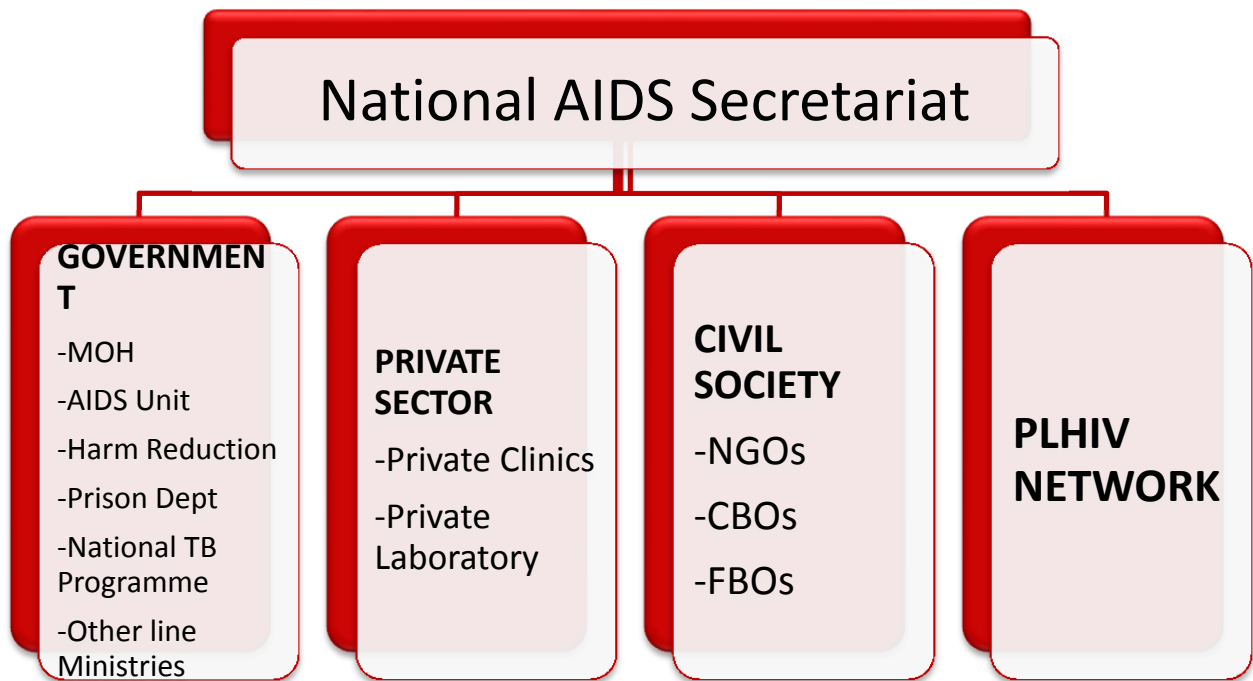 National AIDS Secretariat
GOVERNMEN
T
-MOH
-AIDS Unit
-Harm Reduction
-Prison Dept
-National TB
Programme
-Other line
Ministries
PRIVATE
SECTOR
-Private Clinics
-Private
Laboratory
CIVIL
SOCIETY
-NGOs
-CBOs
-FBOs
PLHIV
NETWORK